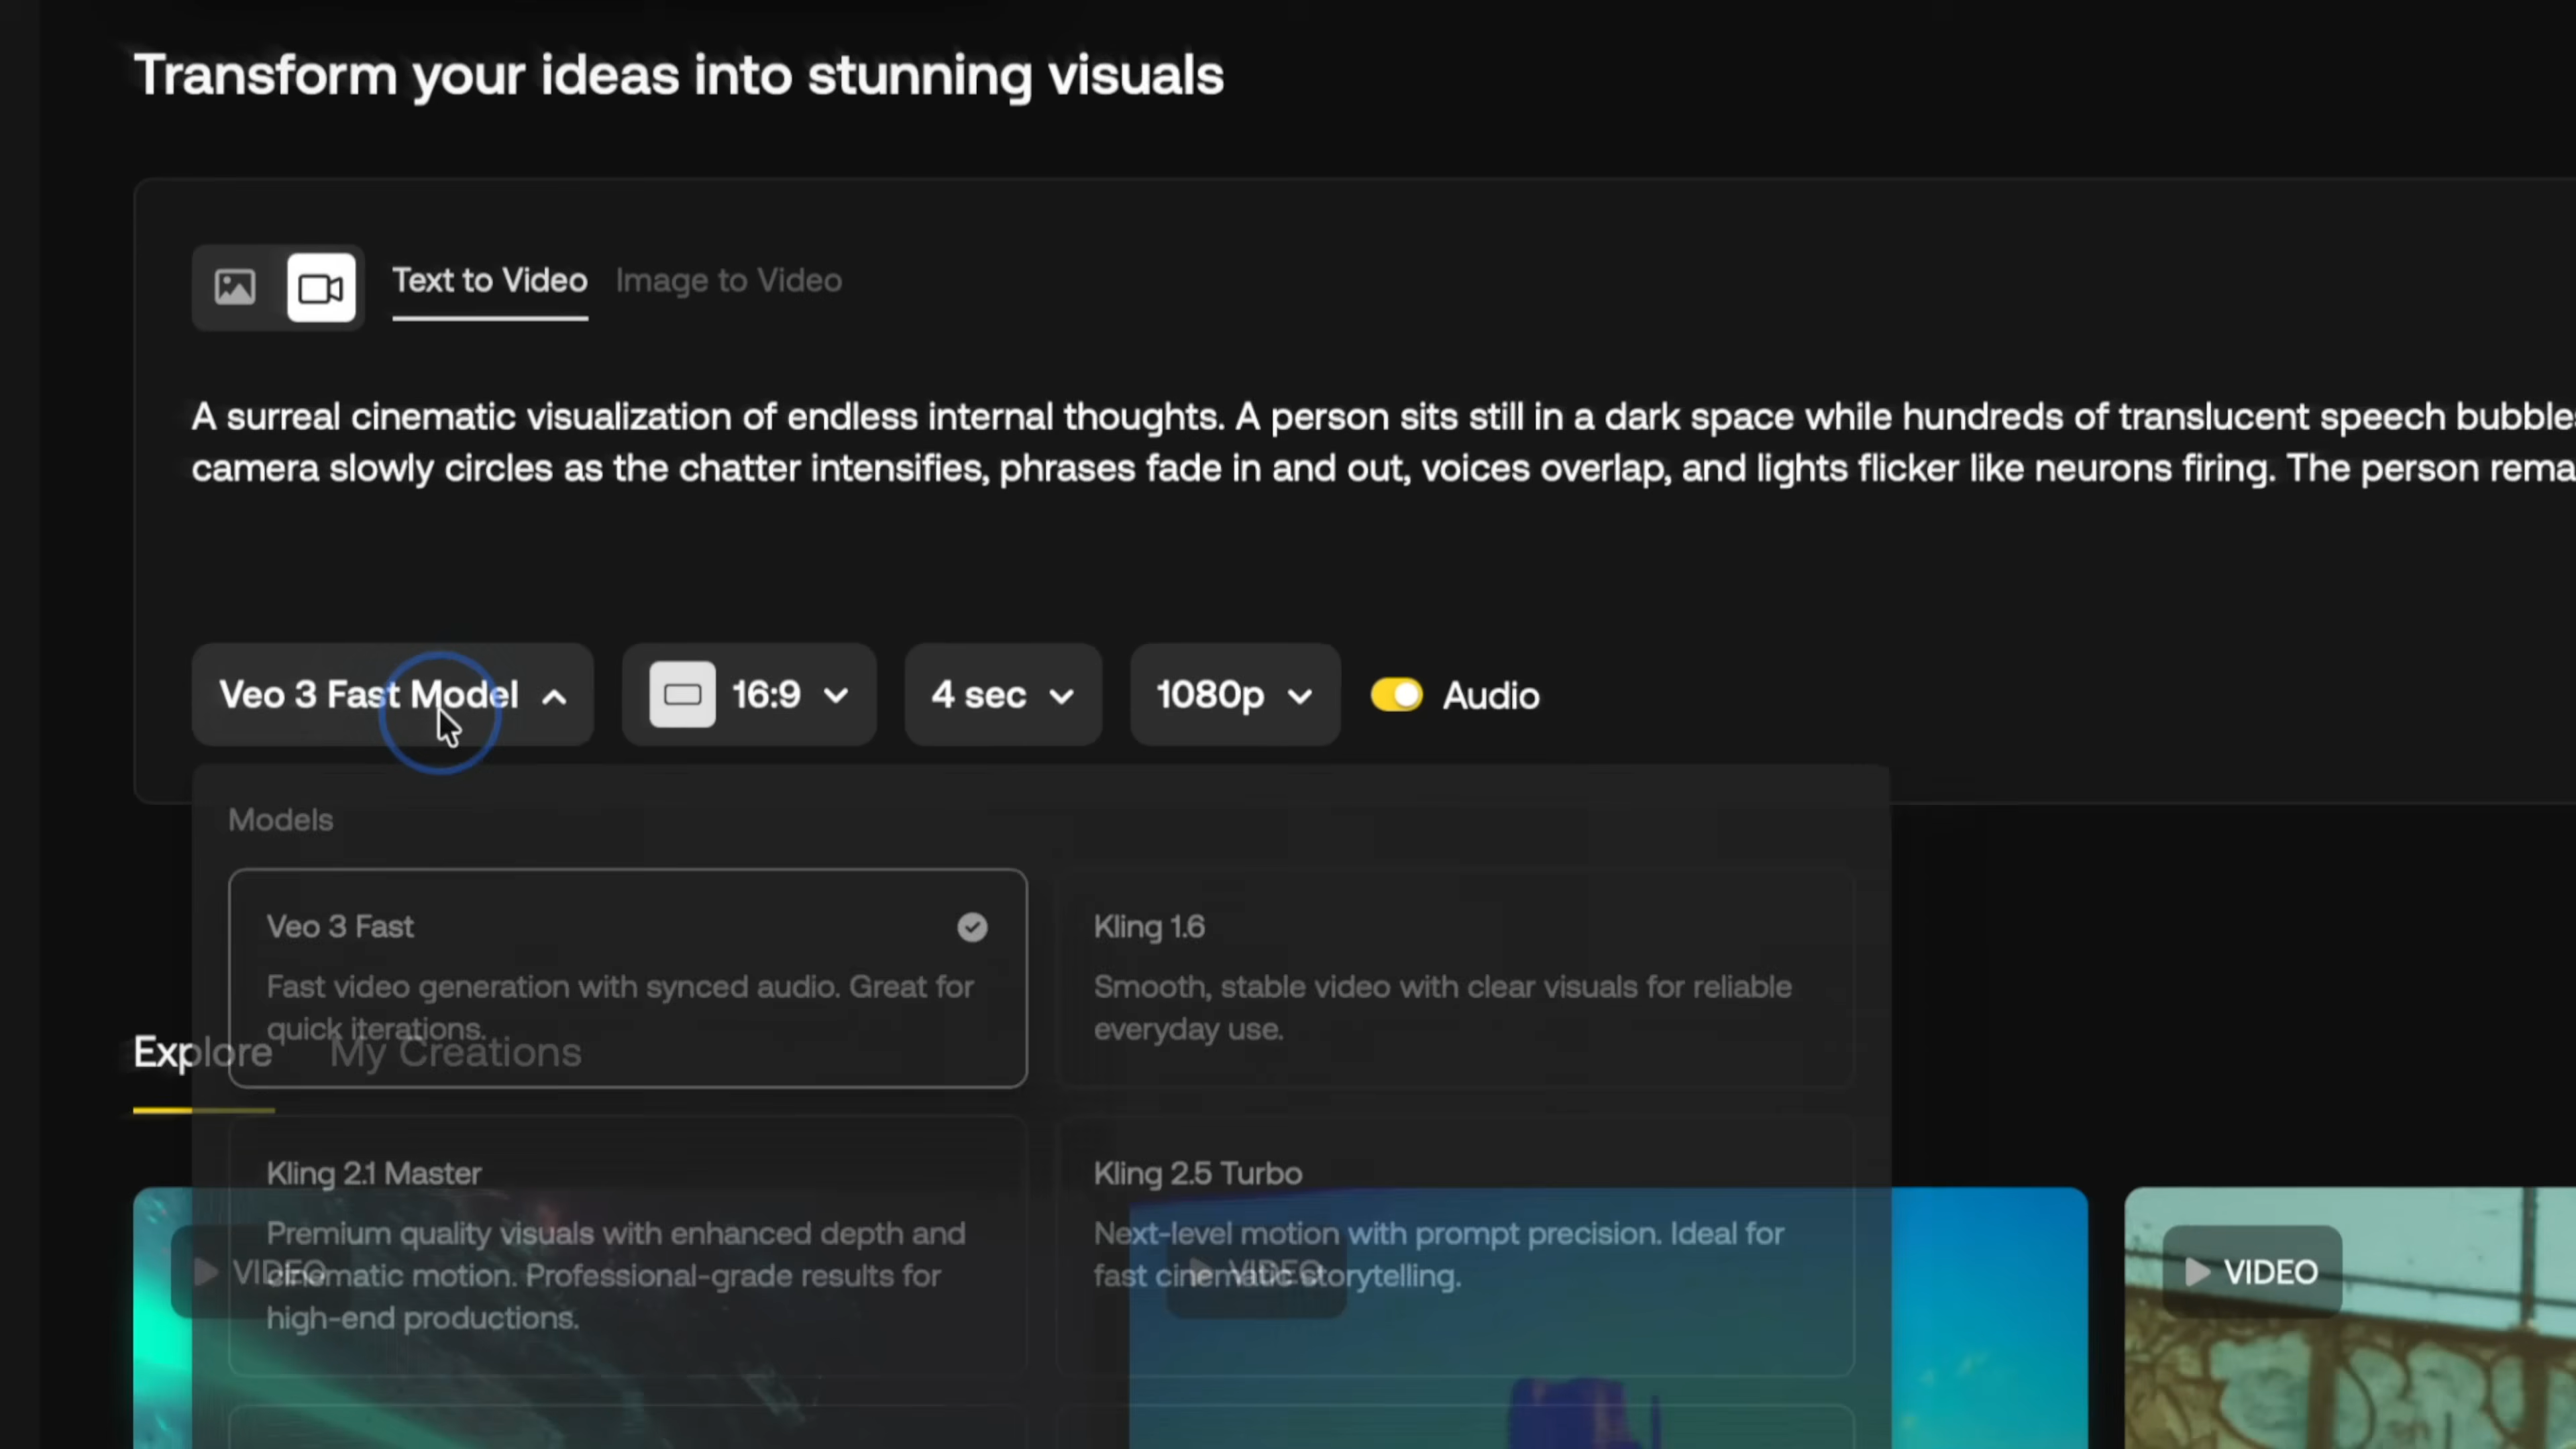 Transform your ideas into stunning visuals
Text to Video Image to Video
A surreal cinematic visualization of endless internal thoughts. A person sits still in a dark space while hundreds of translucent speech
camera slowly circles as the chatter intensifies, phrases fade in and out, voices overlap, and lights flicker like neurons firing. The person
Veo 3 Fast Model 16:9 4 sec 1080p Audio
Models
Veo 3 Fast
Fast video generation with synced audio. Great for
quick iterations.
Kling 1.6
Smooth, stable video with clear visuals for reliable
everyday use.
Explore My Creations
Kling 2.1 Master
Premium quality visuals with enhanced depth and
cinematic motion. Professional-grade results for
high-end productions.
Kling 2.5 Turbo
Next-level motion with prompt precision. Ideal for
fast cinematic storytelling.
VIDEO
VIDEO
VIDEO